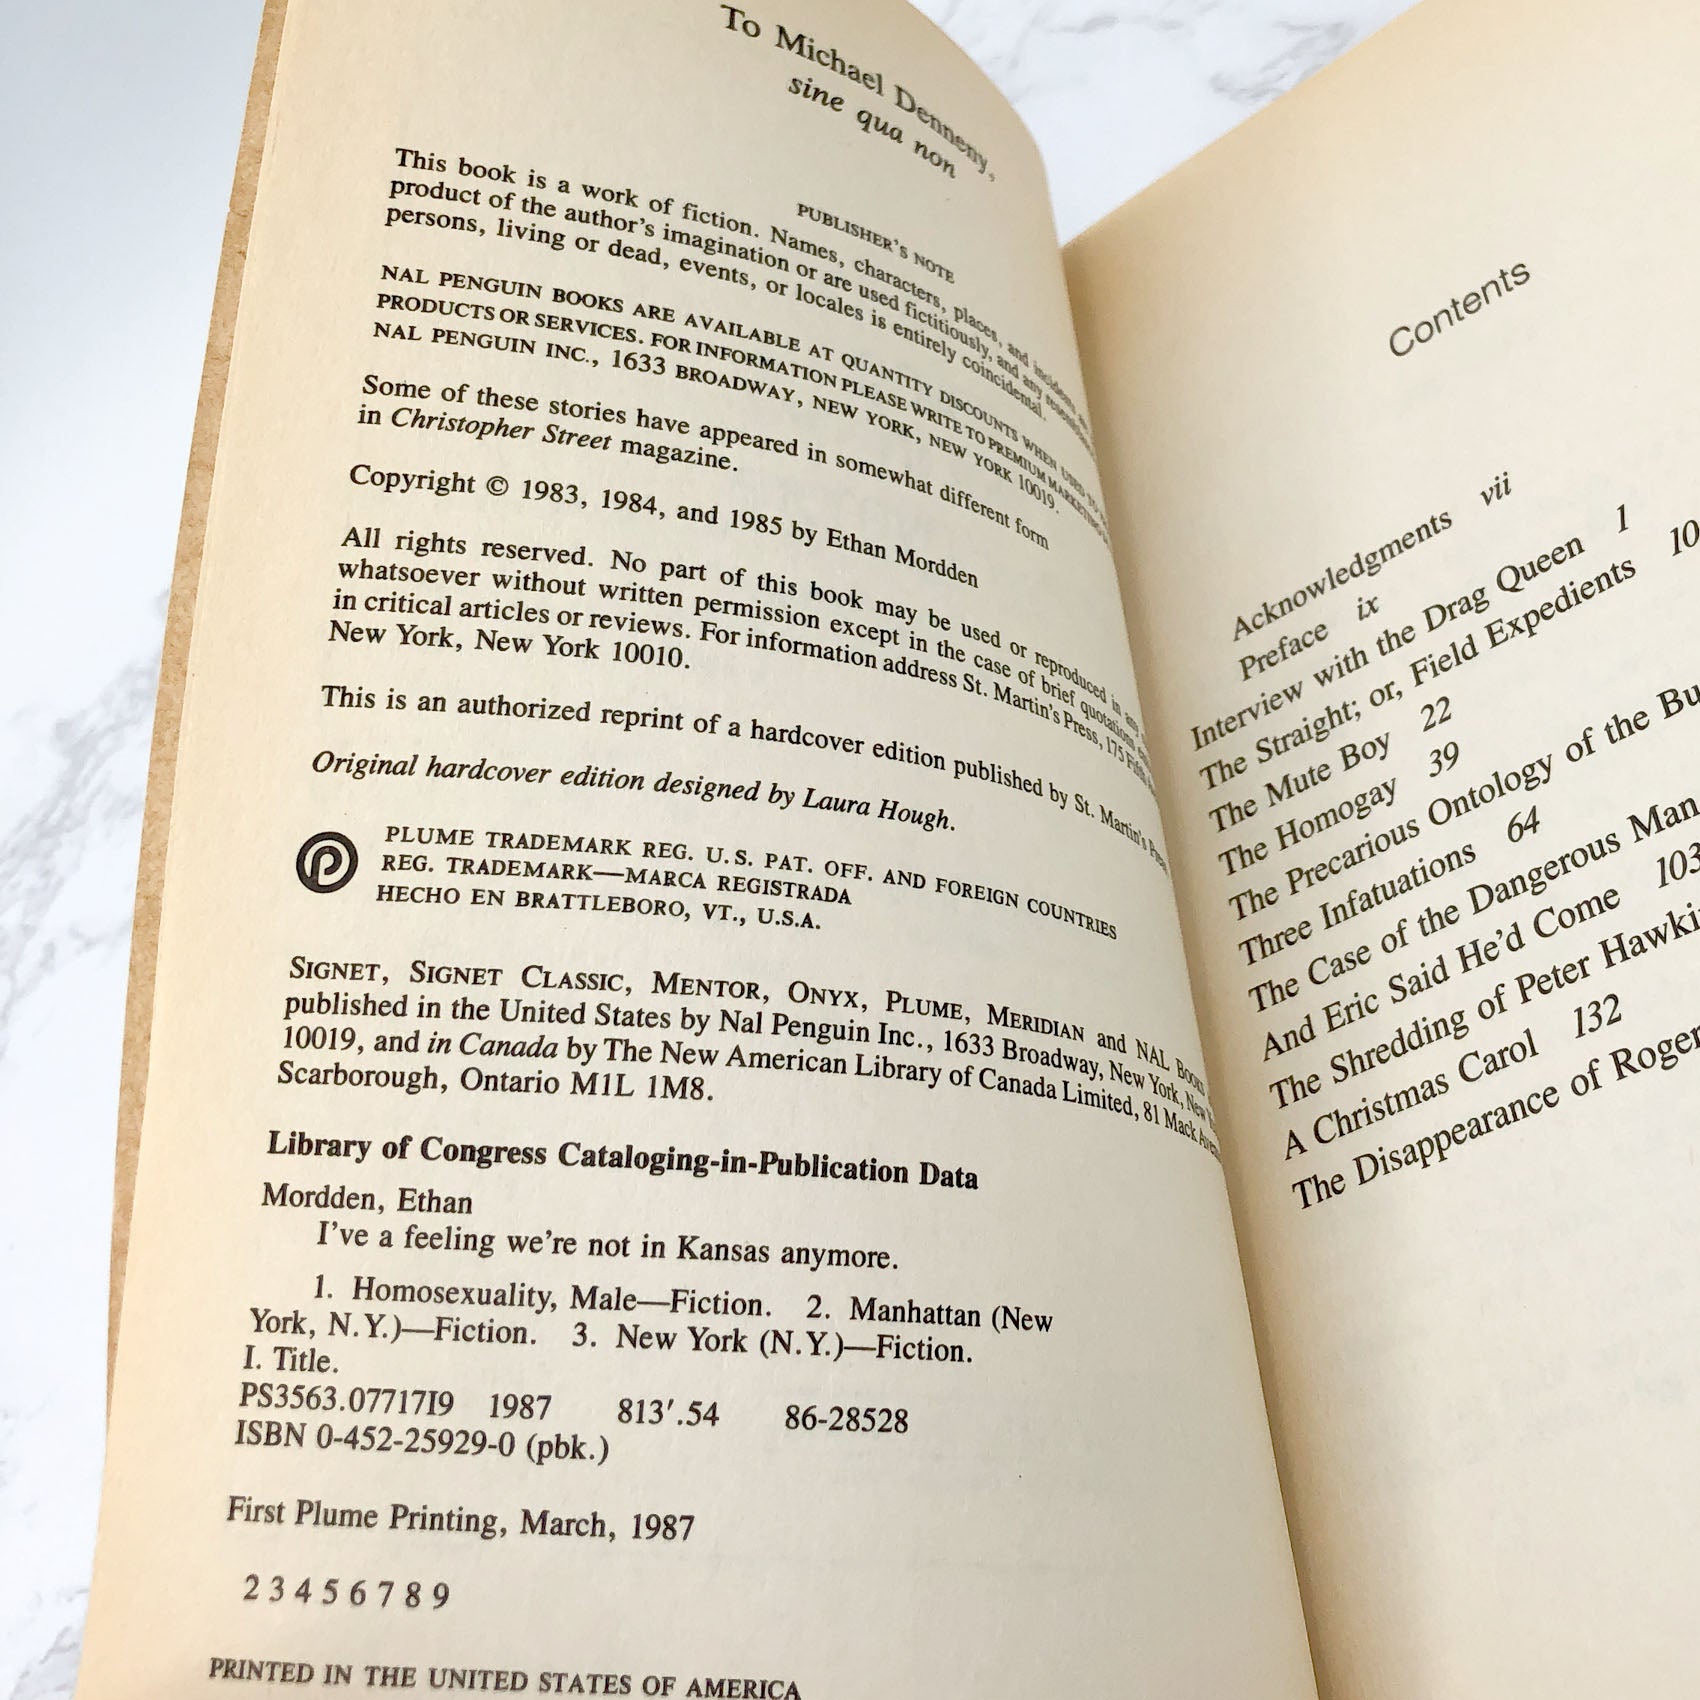 To Michael Denneny,
sine qua non
PUBLISHER'S NOTE
This book is a work of fiction. Names, characters, places, and incidents
product of the author's imagination or are used fictitiously, and any
persons, living or dead, events, or locales is entirely coincidental.
NAL PENGUIN BOOKS ARE AVAILABLE AT QUANTITY DISCOUNTS WHEN USED TO
PRODUCTS OR SERVICES. FOR INFORMATION PLEASE WRITE TO PREMIUM MARKETING
NAL PENGUIN INC., 1633 BROADWAY, NEW YORK, NEW YORK 10019.
Some of these stories have appeared in somewhat different form
in Christopher Street magazine.
Copyright © 1983, 1984, and 1985 by Ethan Mordden
All rights reserved. No part of this book may be used or reproduced in any
whatsoever without written permission except in the case of brief quotations
in critical articles or reviews. For information address St. Martin's Press, 175 Fifth
New York, New York 10010.
This is an authorized reprint of a hardcover edition published by St. Martin's Press
Original hardcover edition designed by Laura Hough.
PLUME TRADEMARK REG. U.S. PAT. OFF. AND FOREIGN COUNTRIES
REG. TRADEMARK—MARCA REGISTRADA
HECHO EN BRATTLEBORO, VT., U.S.A.
SIGNET, SIGNET CLASSIC, MENTOR, ONYX, PLUME, MERIDIAN and NAL BOOKS
published in the United States by Nal Penguin Inc., 1633 Broadway, New York, New
10019, and in Canada by The New American Library of Canada Limited, 81 Mack
Scarborough, Ontario M1L 1M8.
Library of Congress Cataloging-in-Publication Data
Mordden, Ethan
I've a feeling we're not in Kansas anymore.
1. Homosexuality, Male—Fiction. 2. Manhattan (New
York, N.Y.)—Fiction. 3. New York (N.Y.)—Fiction.
I. Title.
PS3563.07717I9 1987 813′.54 86-28528
ISBN 0-452-25929-0 (pbk.)
First Plume Printing, March, 1987
2 3 4 5 6 7 8 9
PRINTED IN THE UNITED STATES OF AMERICA
Contents
Acknowledgments vii
Preface ix
Interview with the Drag Queen 1
The Straight; or, Field Expedients 10
The Mute Boy 22
The Homogay 39
The Precarious Ontology of the Bu
Three Infatuations 64
The Case of the Dangerous Man
And Eric Said He'd Come 103
The Shredding of Peter Hawki
A Christmas Carol 132
The Disappearance of Roger